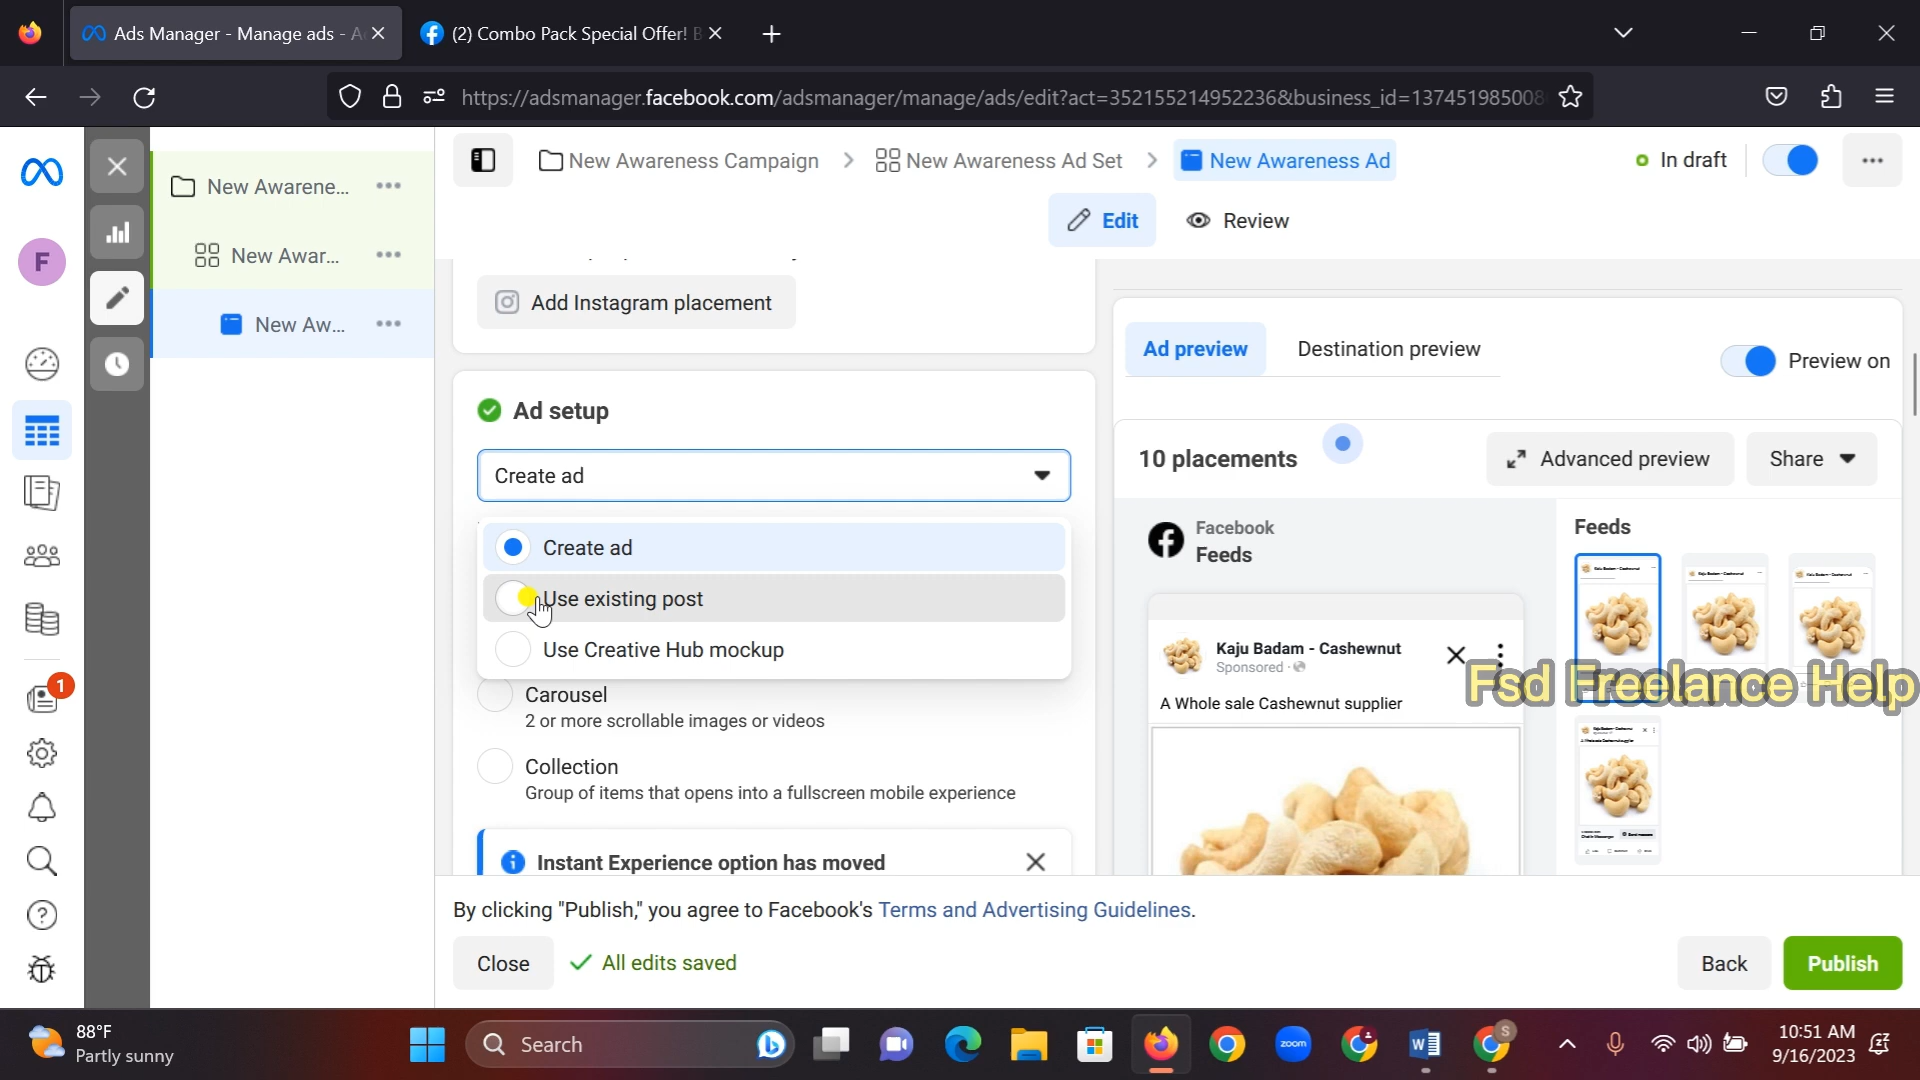 Ads Manager - Manage ads - A
(2) Combo Pack Special Offer! B
https://adsmanager.facebook.com/adsmanager/manage/ads/edit?act=352155214952236&business_id=137451985008
New Awarene...
New Awar...
New Aw...
F
1
New Awareness Campaign
New Awareness Ad Set
New Awareness Ad
In draft
Edit
Review
Add Instagram placement
Ad setup
Create ad
Create ad
Use existing post
Use Creative Hub mockup
Carousel
2 or more scrollable images or videos
Collection
Group of items that opens into a fullscreen mobile experience
Instant Experience option has moved
Ad preview
Destination preview
Preview on
10 placements
Advanced preview
Share
Facebook
Feeds
Kaju Badam - Cashewnut
Sponsored ·
A Whole sale Cashewnut supplier
Feeds
Fsd Freelance Help
By clicking "Publish," you agree to Facebook's Terms and Advertising Guidelines.
Close
All edits saved
Back
Publish
88°F
Partly sunny
Search
zoom
S
10:51 AM
9/16/2023